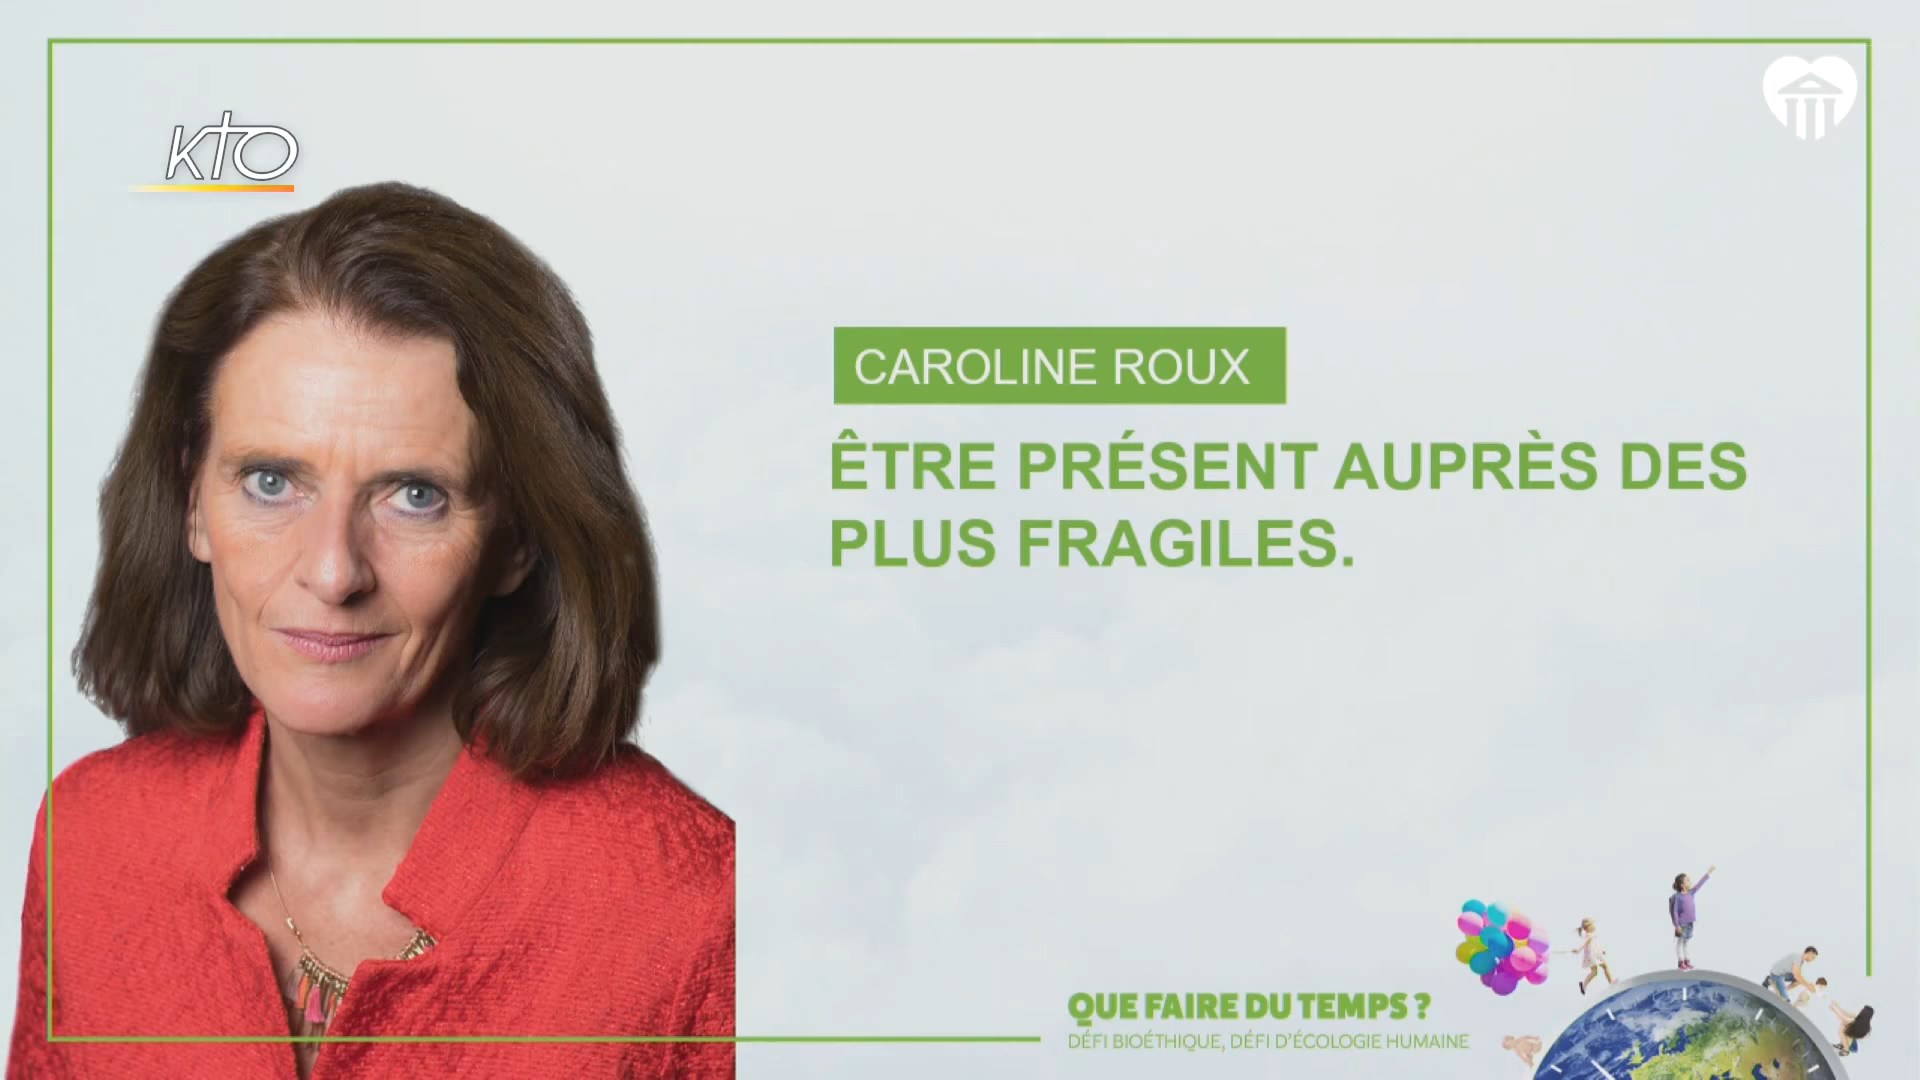 KTO
CAROLINE ROUX
ÊTRE PRÉSENT AUPRÈS DES
PLUS FRAGILES.
QUE FAIRE DU TEMPS ?
DÉFI BIOÉTHIQUE, DÉFI D'ÉCOLOGIE HUMAINE